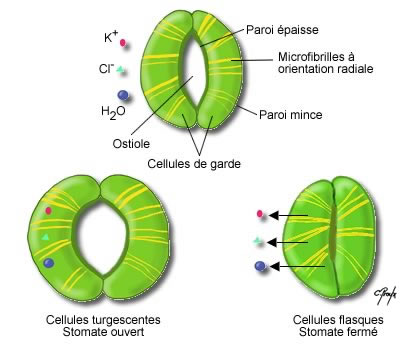 K+
Cl-
H2O
Paroi épaisse
Microfibrilles à
orientation radiale
Paroi mince
Ostiole
Cellules de garde
Cellules turgescentes
Stomate ouvert
Cellules flasques
Stomate fermé